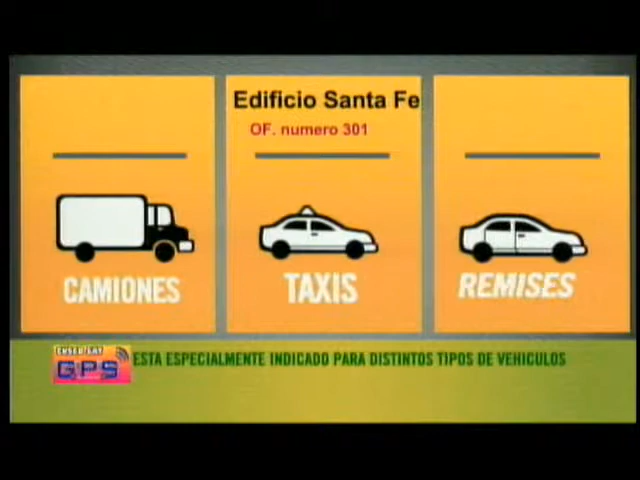 Edificio Santa Fe
OF. numero 301
CAMIONES
TAXIS
REMISES
GPS
ESTA ESPECIALMENTE INDICADO PARA DISTINTOS TIPOS DE VEHICULOS